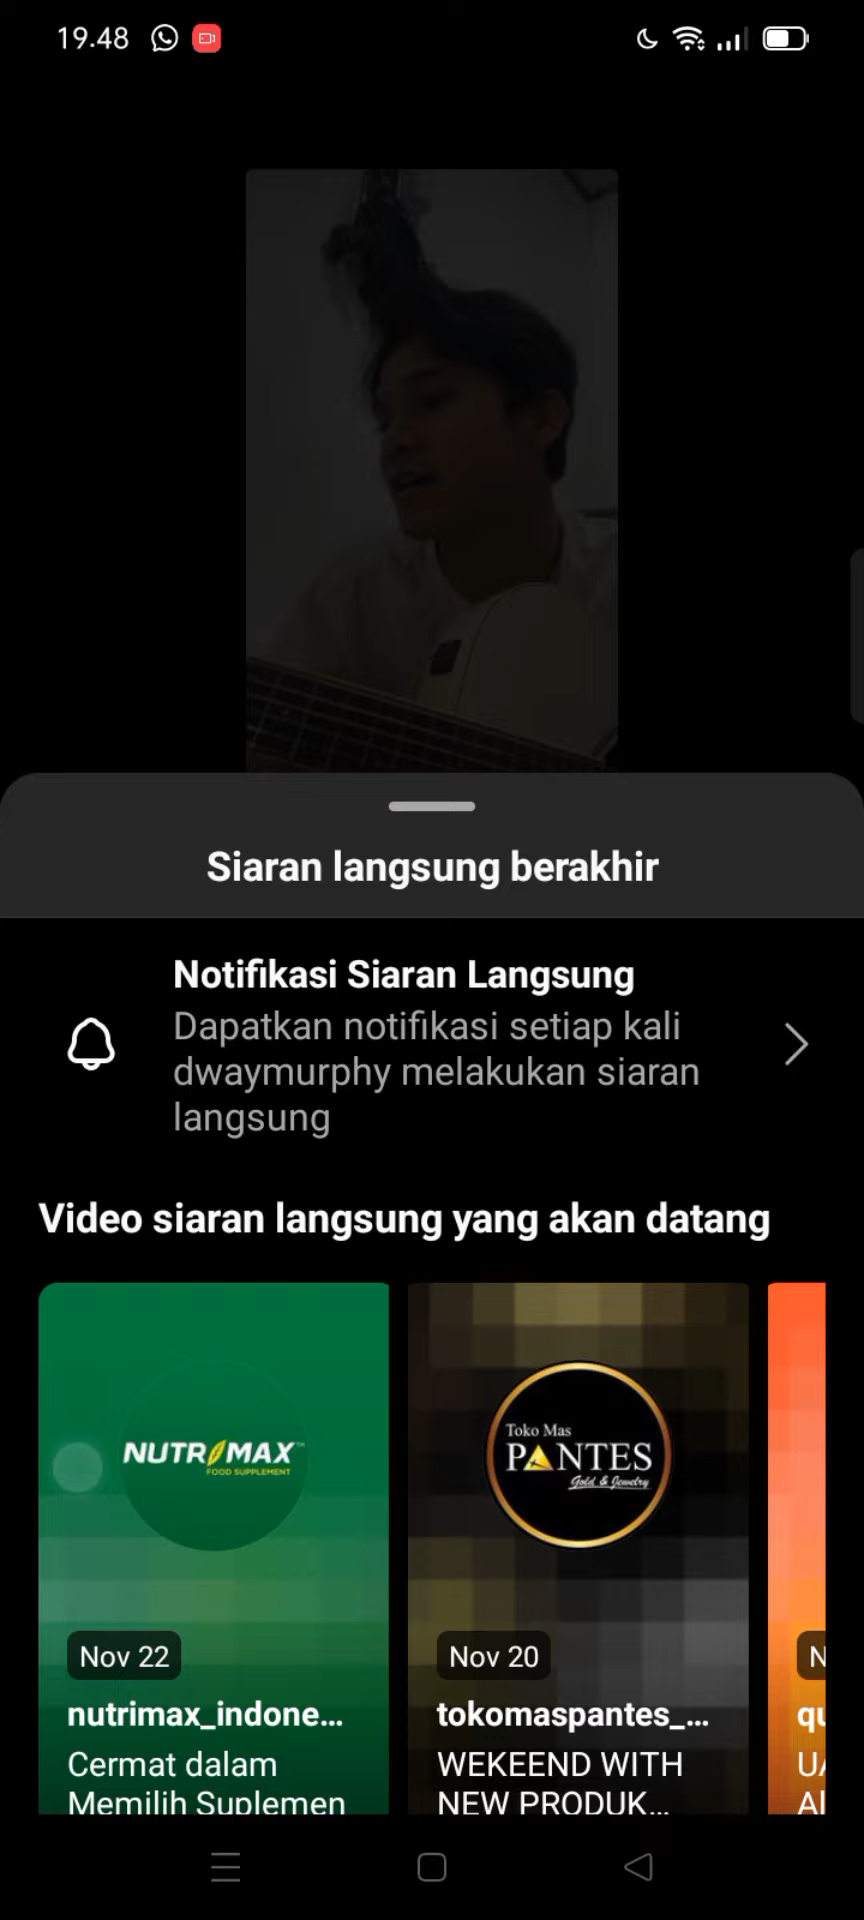 19.48
Siaran langsung berakhir
Notifikasi Siaran Langsung
Dapatkan notifikasi setiap kali
dwaymurphy melakukan siaran
langsung
Video siaran langsung yang akan datang
NUTRIMAX™
FOOD SUPPLEMENT
Nov 22
nutrimax_indone...
Cermat dalam
Memilih Suplemen
Toko Mas
PANTES
Gold & Jewelry
Nov 20
tokomaspantes_...
WEKEEND WITH
NEW PRODUK...
N
qu